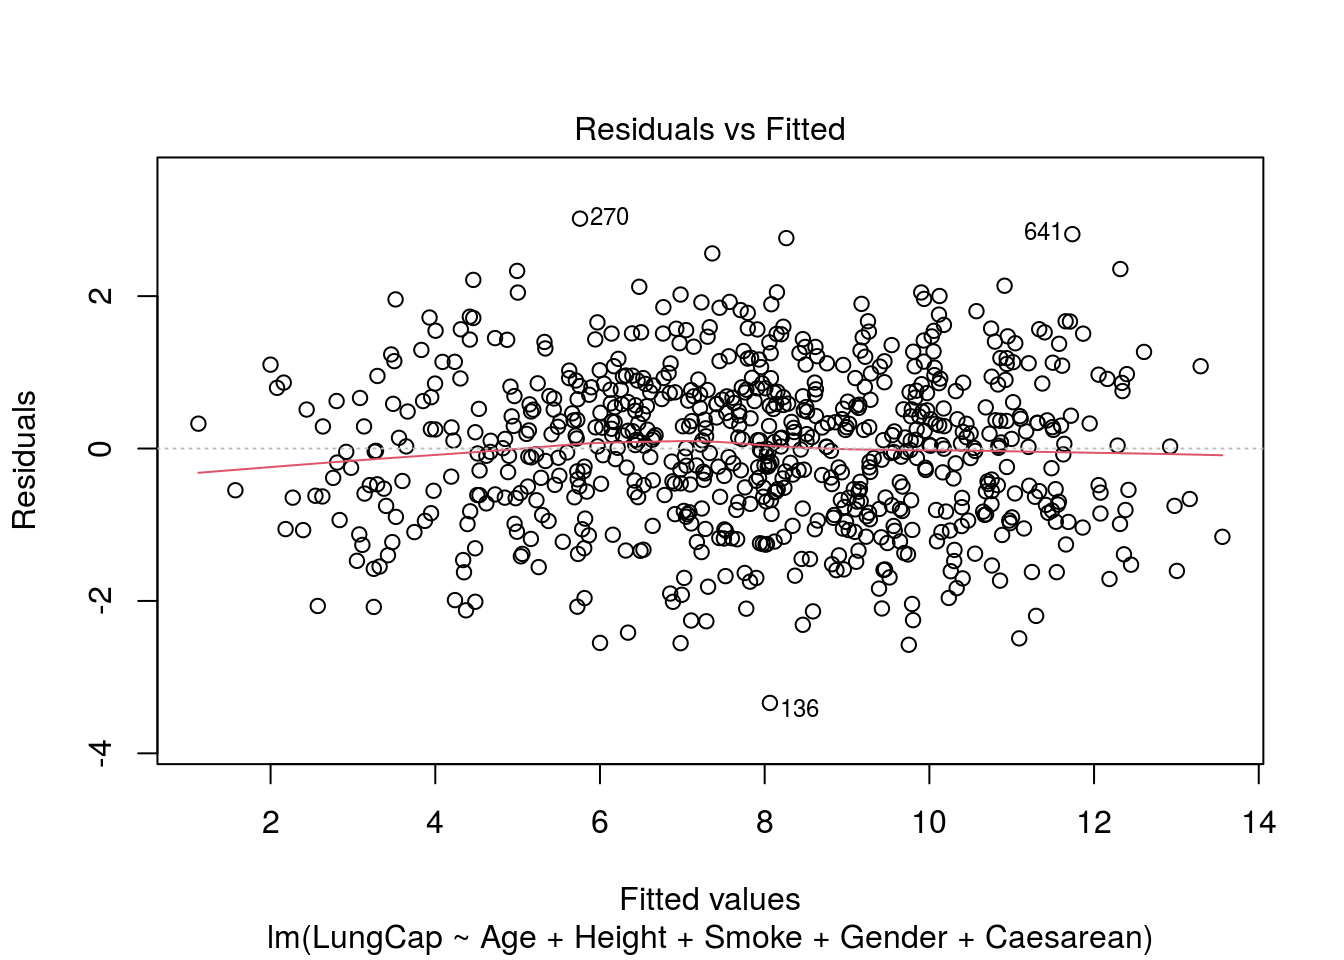 Residuals vs Fitted
270
641
136
Residuals
2
0
-2
-4
2 4 6 8 10 12 14
Fitted values
lm(LungCap ~ Age + Height + Smoke + Gender + Caesarean)